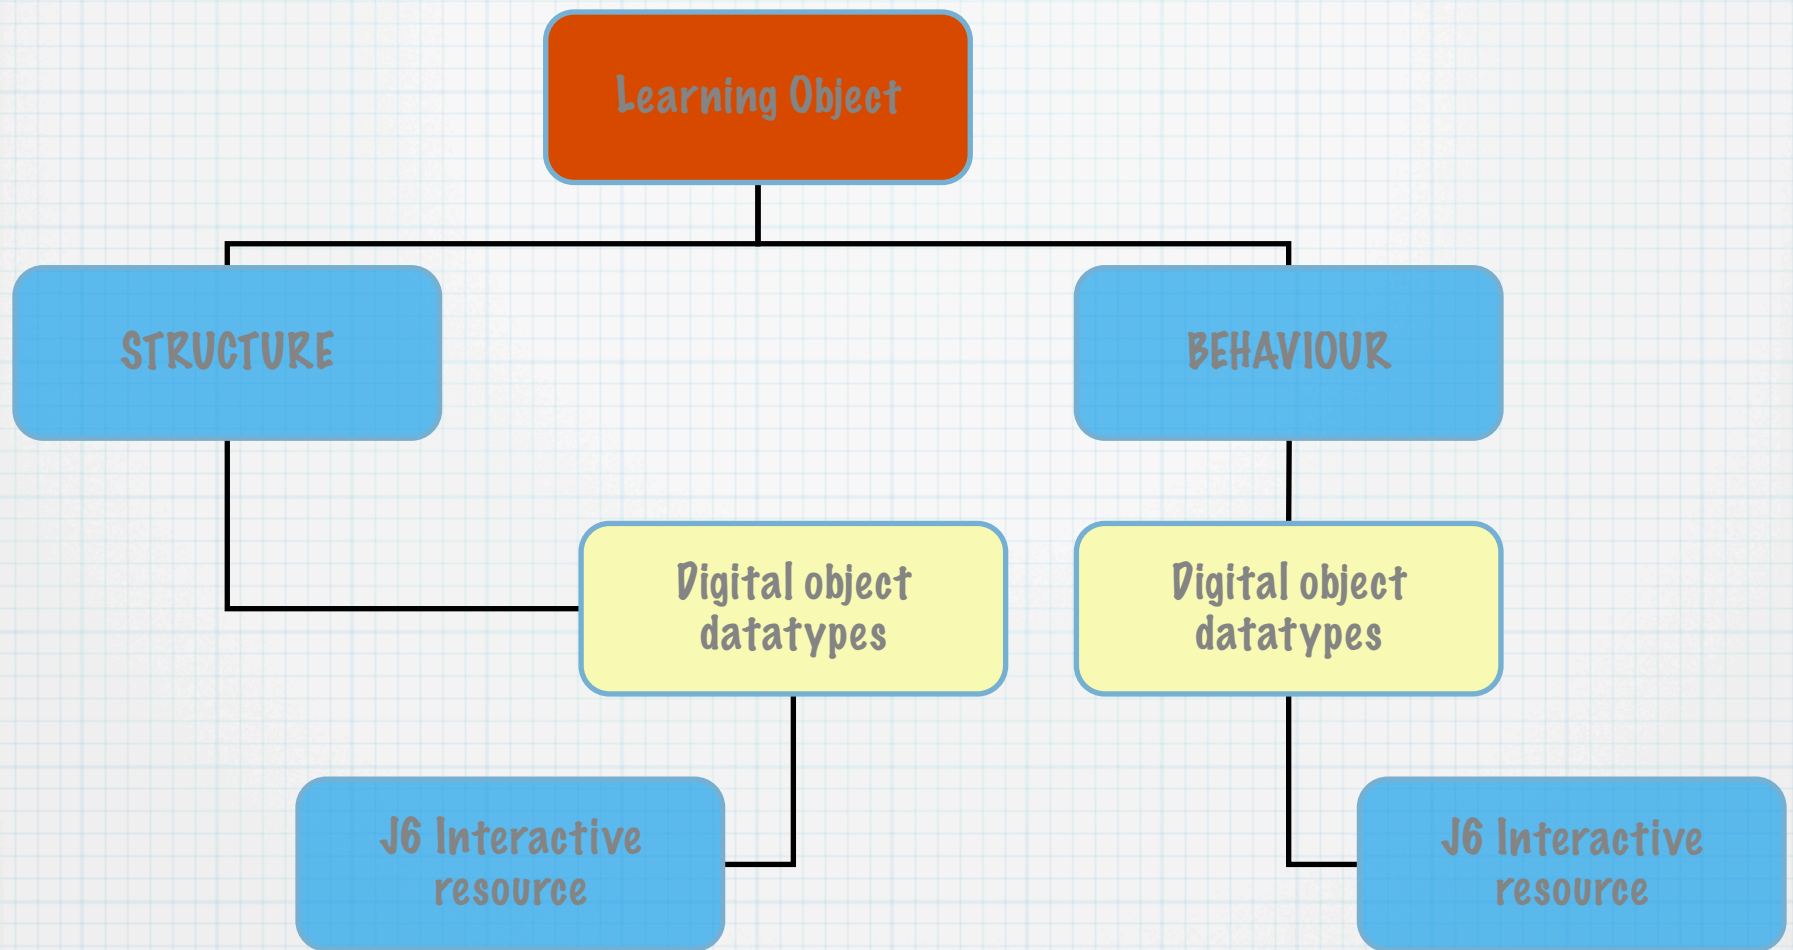 Learning Object
STRUCTURE
BEHAVIOUR
Digital object
datatypes
Digital object
datatypes
J6 Interactive
resource
J6 Interactive
resource